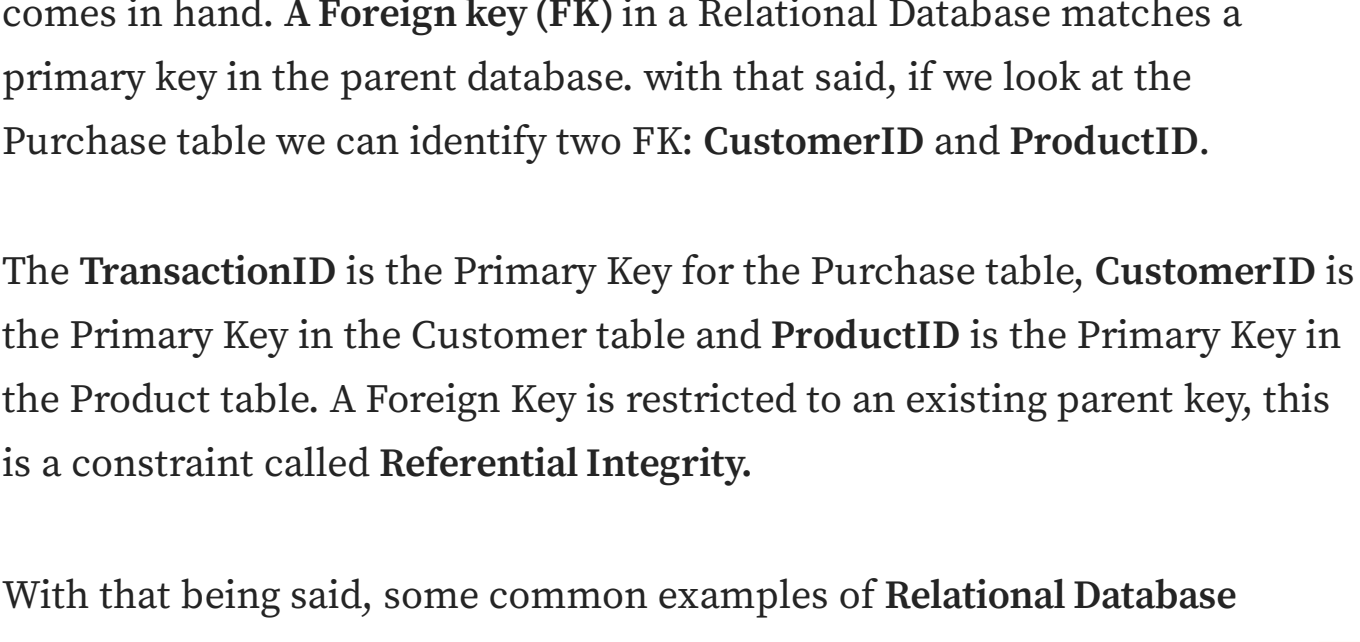 comes in hand. A Foreign key (FK) in a Relational Database matches a
primary key in the parent database. with that said, if we look at the
Purchase table we can identify two FK: CustomerID and ProductID.
The TransactionID is the Primary Key for the Purchase table, CustomerID is
the Primary Key in the Customer table and ProductID is the Primary Key in
the Product table. A Foreign Key is restricted to an existing parent key, this
is a constraint called Referential Integrity.
With that being said, some common examples of Relational Database